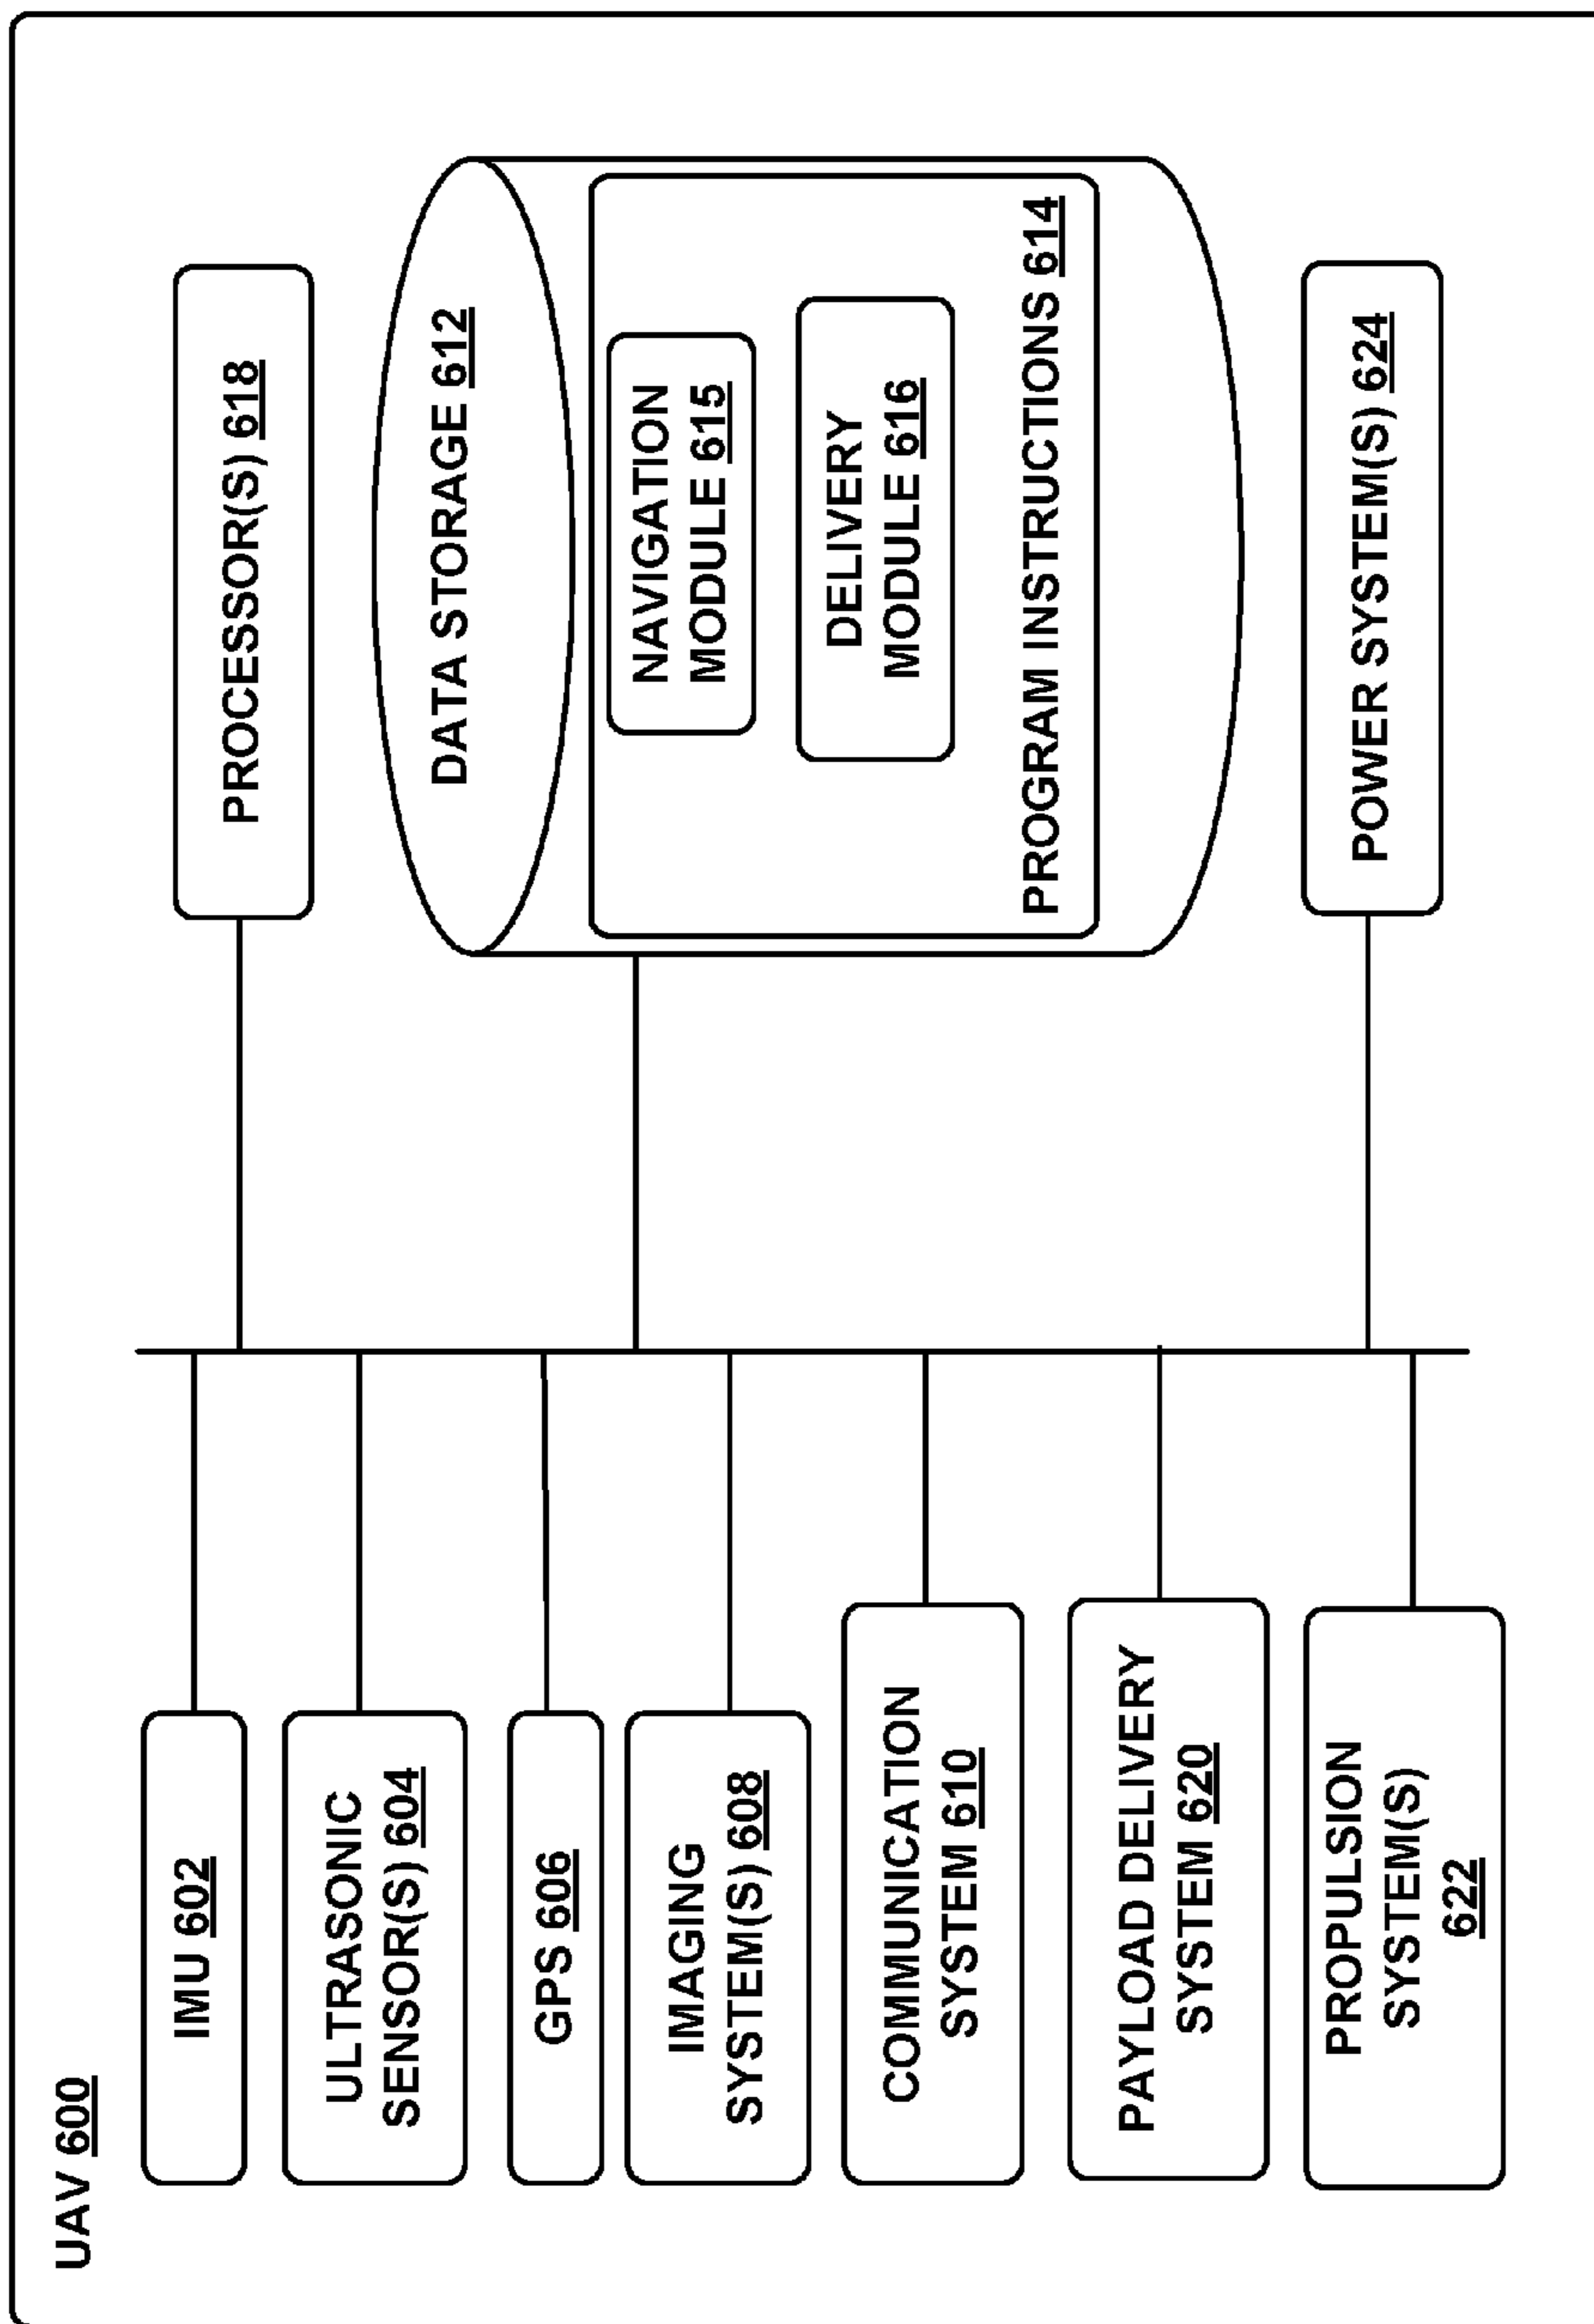 UAV 600
IMU 602
ULTRASONIC
SENSOR(S) 604
GPS 606
IMAGING
SYSTEM(S) 608
COMMUNICATION
SYSTEM 610
PAYLOAD DELIVERY
SYSTEM 620
PROPULSION
SYSTEM(S)
622
PROCESSOR(S) 618
DATA STORAGE 612
NAVIGATION
MODULE 615
DELIVERY
MODULE 616
PROGRAM INSTRUCTIONS 614
POWER SYSTEM(S) 624